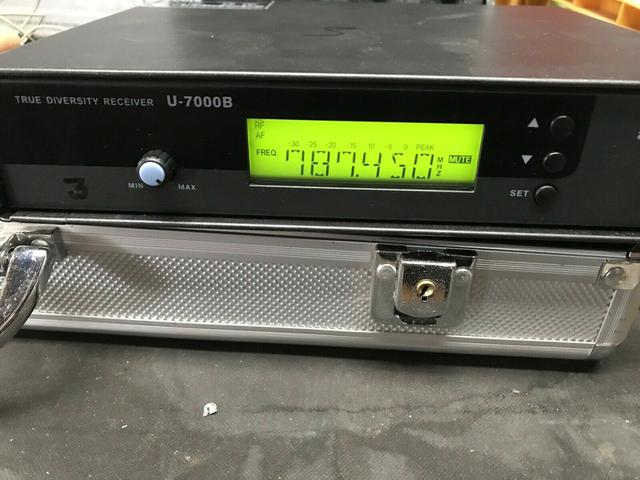 TRUE DIVERSITY RECEIVER U-7000B
RF
AF
-30 -25 -20 -15 -10 -5 0 PEAK
FREQ. 787.450 MHZ MUTE
MIN MAX
SET
3